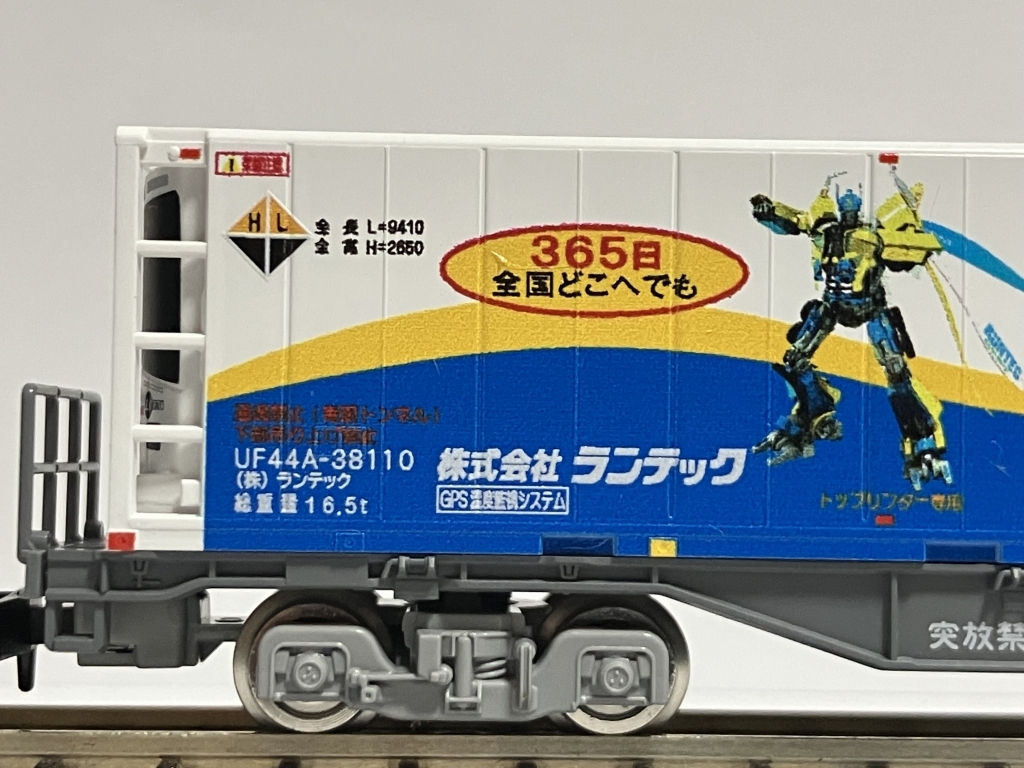 H L
全長 L=9410
全高 H=2650
365日
全国どこへでも
UF44A-38110
(株)ランテック
総重量16.5t
株式会社 ランテック
GPS温度監視システム
トップリフター専用
突放禁